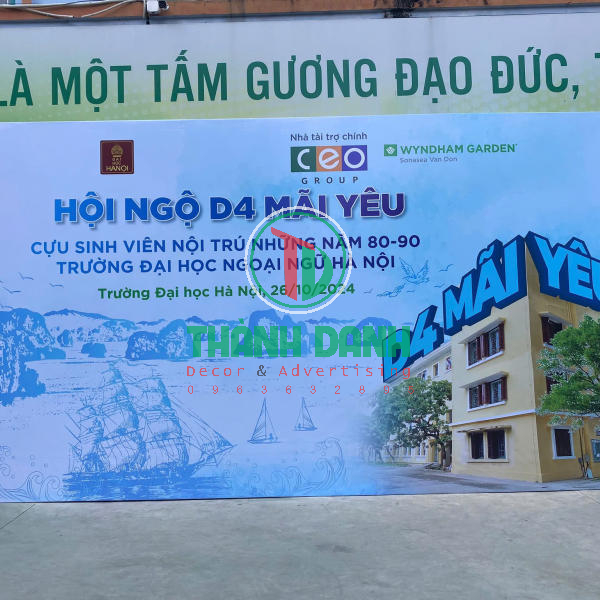 LÀ MỘT TẤM GƯƠNG ĐẠO ĐỨC, T
ĐẠI HỌC
HANOI
Nhà tài trợ chính
CEO
GROUP
WYNDHAM GARDEN
Sonasea Van Don
HỘI NGỘ D4 MÃI YÊU
CỰU SINH VIÊN NỘI TRÚ NHỮNG NĂM 80-90
TRƯỜNG ĐẠI HỌC NGOẠI NGỮ HÀ NỘI
Trường Đại học Hà Nội, 26/10/2024
D4 MÃI YÊU
THÀNH DANH
Decor & Advertising